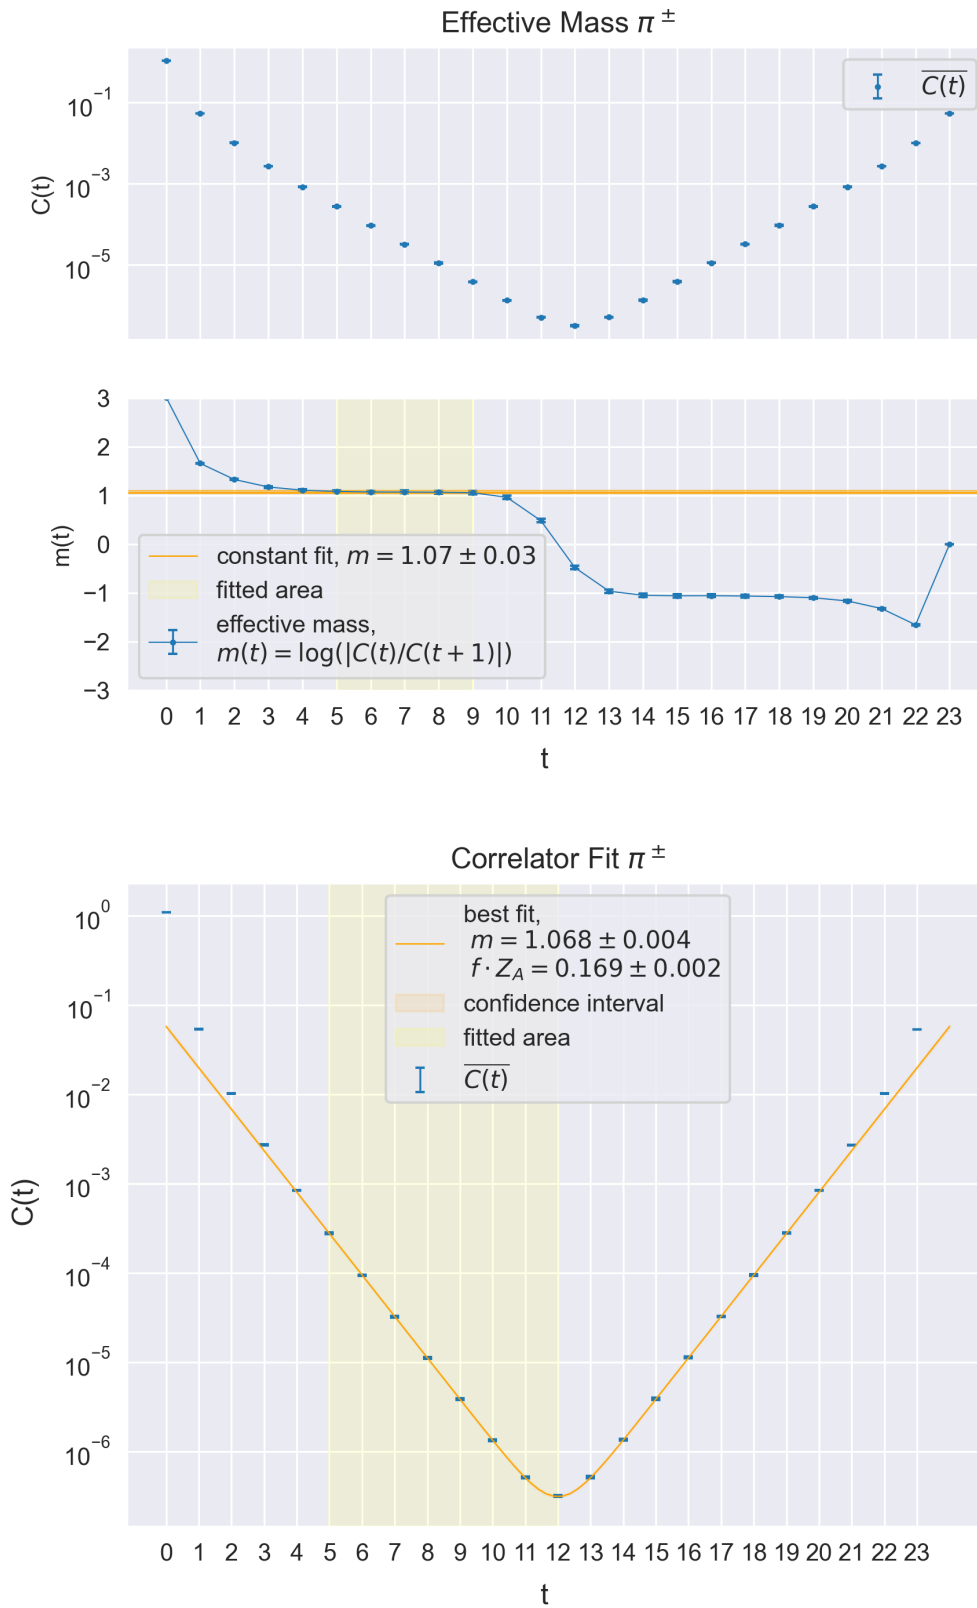 Effective Mass π ±
10⁻¹
10⁻³
10⁻⁵
C(t)
C(t)
3
2
1
0
−1
−2
−3
m(t)
constant fit, m = 1.07 ± 0.03
fitted area
effective mass,
m(t) = log(|C(t)/C(t + 1)|)
0 1 2 3 4 5 6 7 8 9 10 11 12 13 14 15 16 17 18 19 20 21 22 23
t
Correlator Fit π ±
10⁰
10⁻¹
10⁻²
10⁻³
10⁻⁴
10⁻⁵
10⁻⁶
C(t)
best fit,
m = 1.068 ± 0.004
f · Z_A = 0.169 ± 0.002
confidence interval
fitted area
C(t)
0 1 2 3 4 5 6 7 8 9 10 11 12 13 14 15 16 17 18 19 20 21 22 23
t